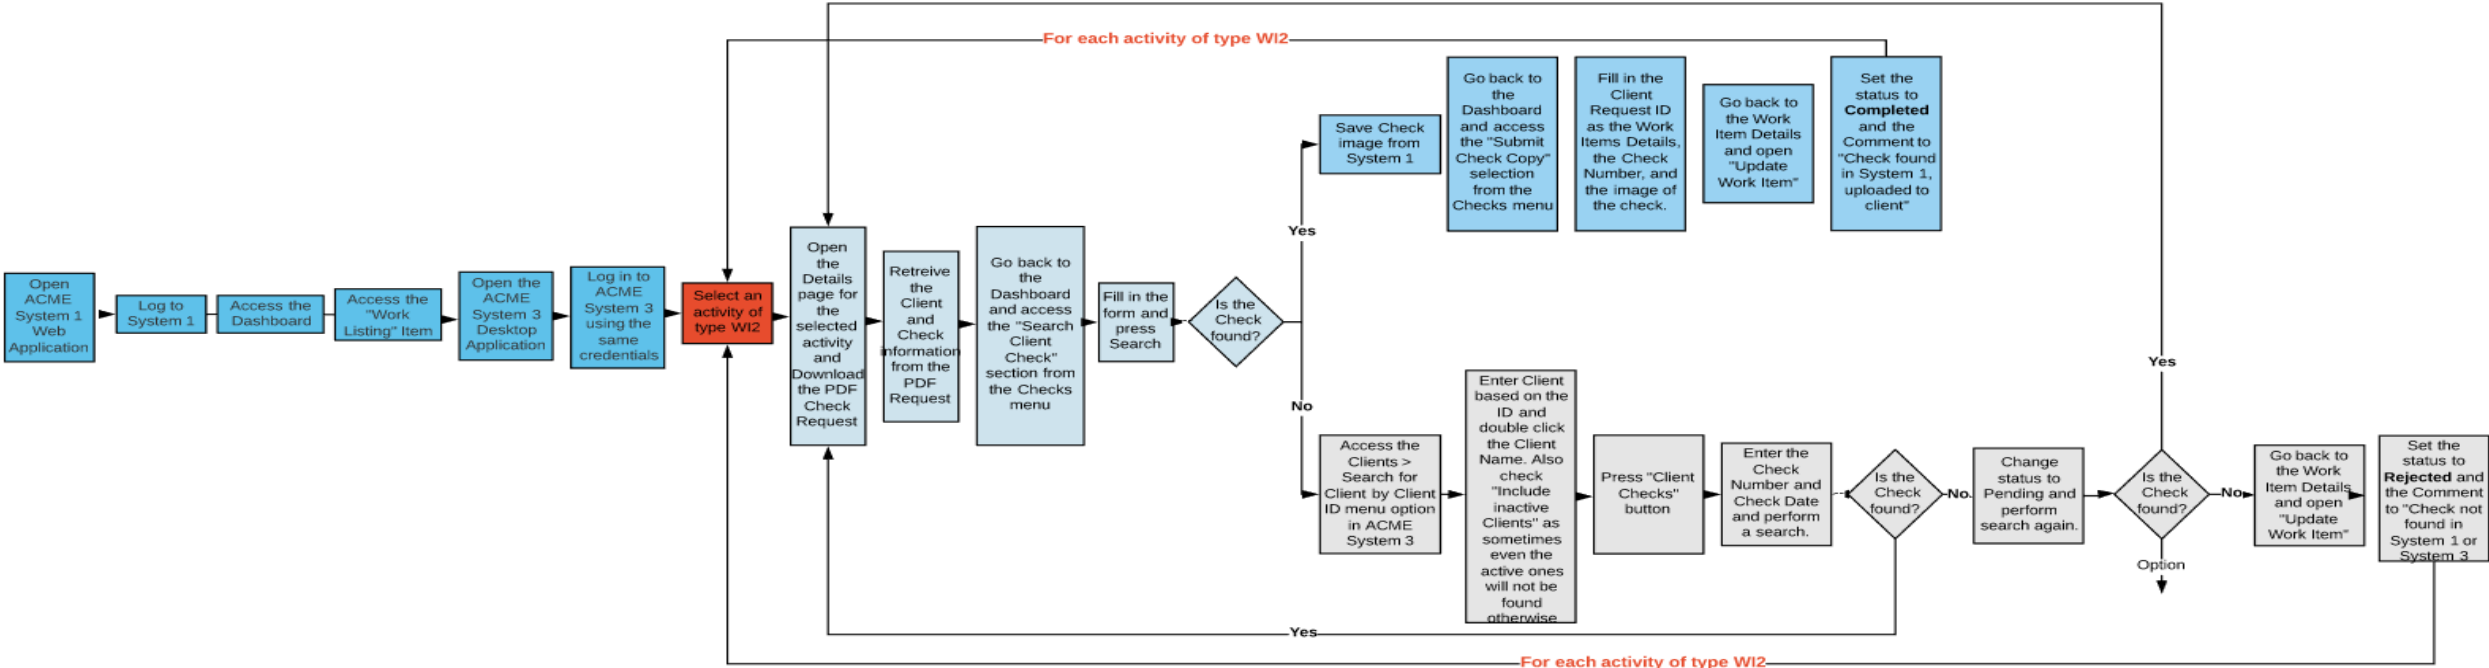 For each activity of type WI2
Open
ACME
System 1
Web
Application
Log to
System 1
Access the
Dashboard
Access the
"Work
Listing" Item
Open the
ACME
System 3
Desktop
Application
Log in to
ACME
System 3
using the
same
credentials
Select an
activity of
type WI2
Open
the
Details
page for
the
selected
activity
and
Download
the PDF
Check
Request
Retreive
the
Client
and
Check
information
from the
PDF
Request
Go back to
the
Dashboard
and access
the "Search
Client
Check"
section from
the Checks
menu
Fill in the
form and
press
Search
Is the
Check
found?
Yes
Save Check
image from
System 1
Go back to
the
Dashboard
and access
the "Submit
Check Copy"
selection
from the
Checks menu
Fill in the
Client
Request ID
as the Work
Items Details,
the Check
Number, and
the image of
the check.
Go back to
the Work
Item Details
and open
"Update
Work Item"
Set the
status to
Completed
and the
Comment to
"Check found
in System 1,
uploaded to
client"
No
Access the
Clients >
Search for
Client by Client
ID menu option
in ACME
System 3
Enter Client
based on the
ID and
double click
the Client
Name. Also
check
"Include
inactive
Clients" as
sometimes
even the
active ones
will not be
found
otherwise
Press "Client
Checks"
button
Enter the
Check
Number and
Check Date
and perform
a search.
Is the
Check
found?
No
Change
status to
Pending and
perform
search again.
Yes
Is the
Check
found?
Option
No
Go back to
the Work
Item Details
and open
"Update
Work Item"
Set the
status to
Rejected and
the Comment
to "Check not
found in
System 1 or
System 3
Yes
For each activity of type WI2